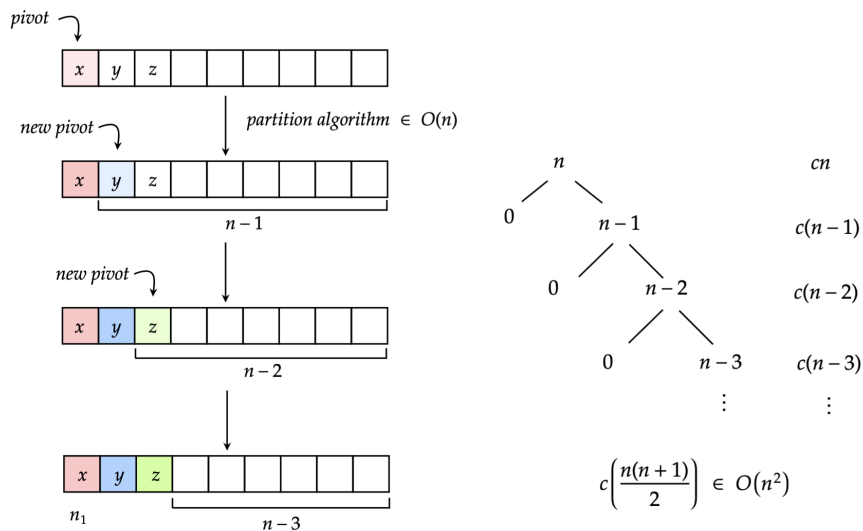 pivot
x y z
partition algorithm ∈ O(n)
new pivot
x y z
n − 1
new pivot
x y z
n − 2
x y z
n₁
n − 3
n cn
0 n − 1 c(n − 1)
0 n − 2 c(n − 2)
0 n − 3 c(n − 3)
⋮ ⋮
c(n(n + 1)/2) ∈ O(n²)